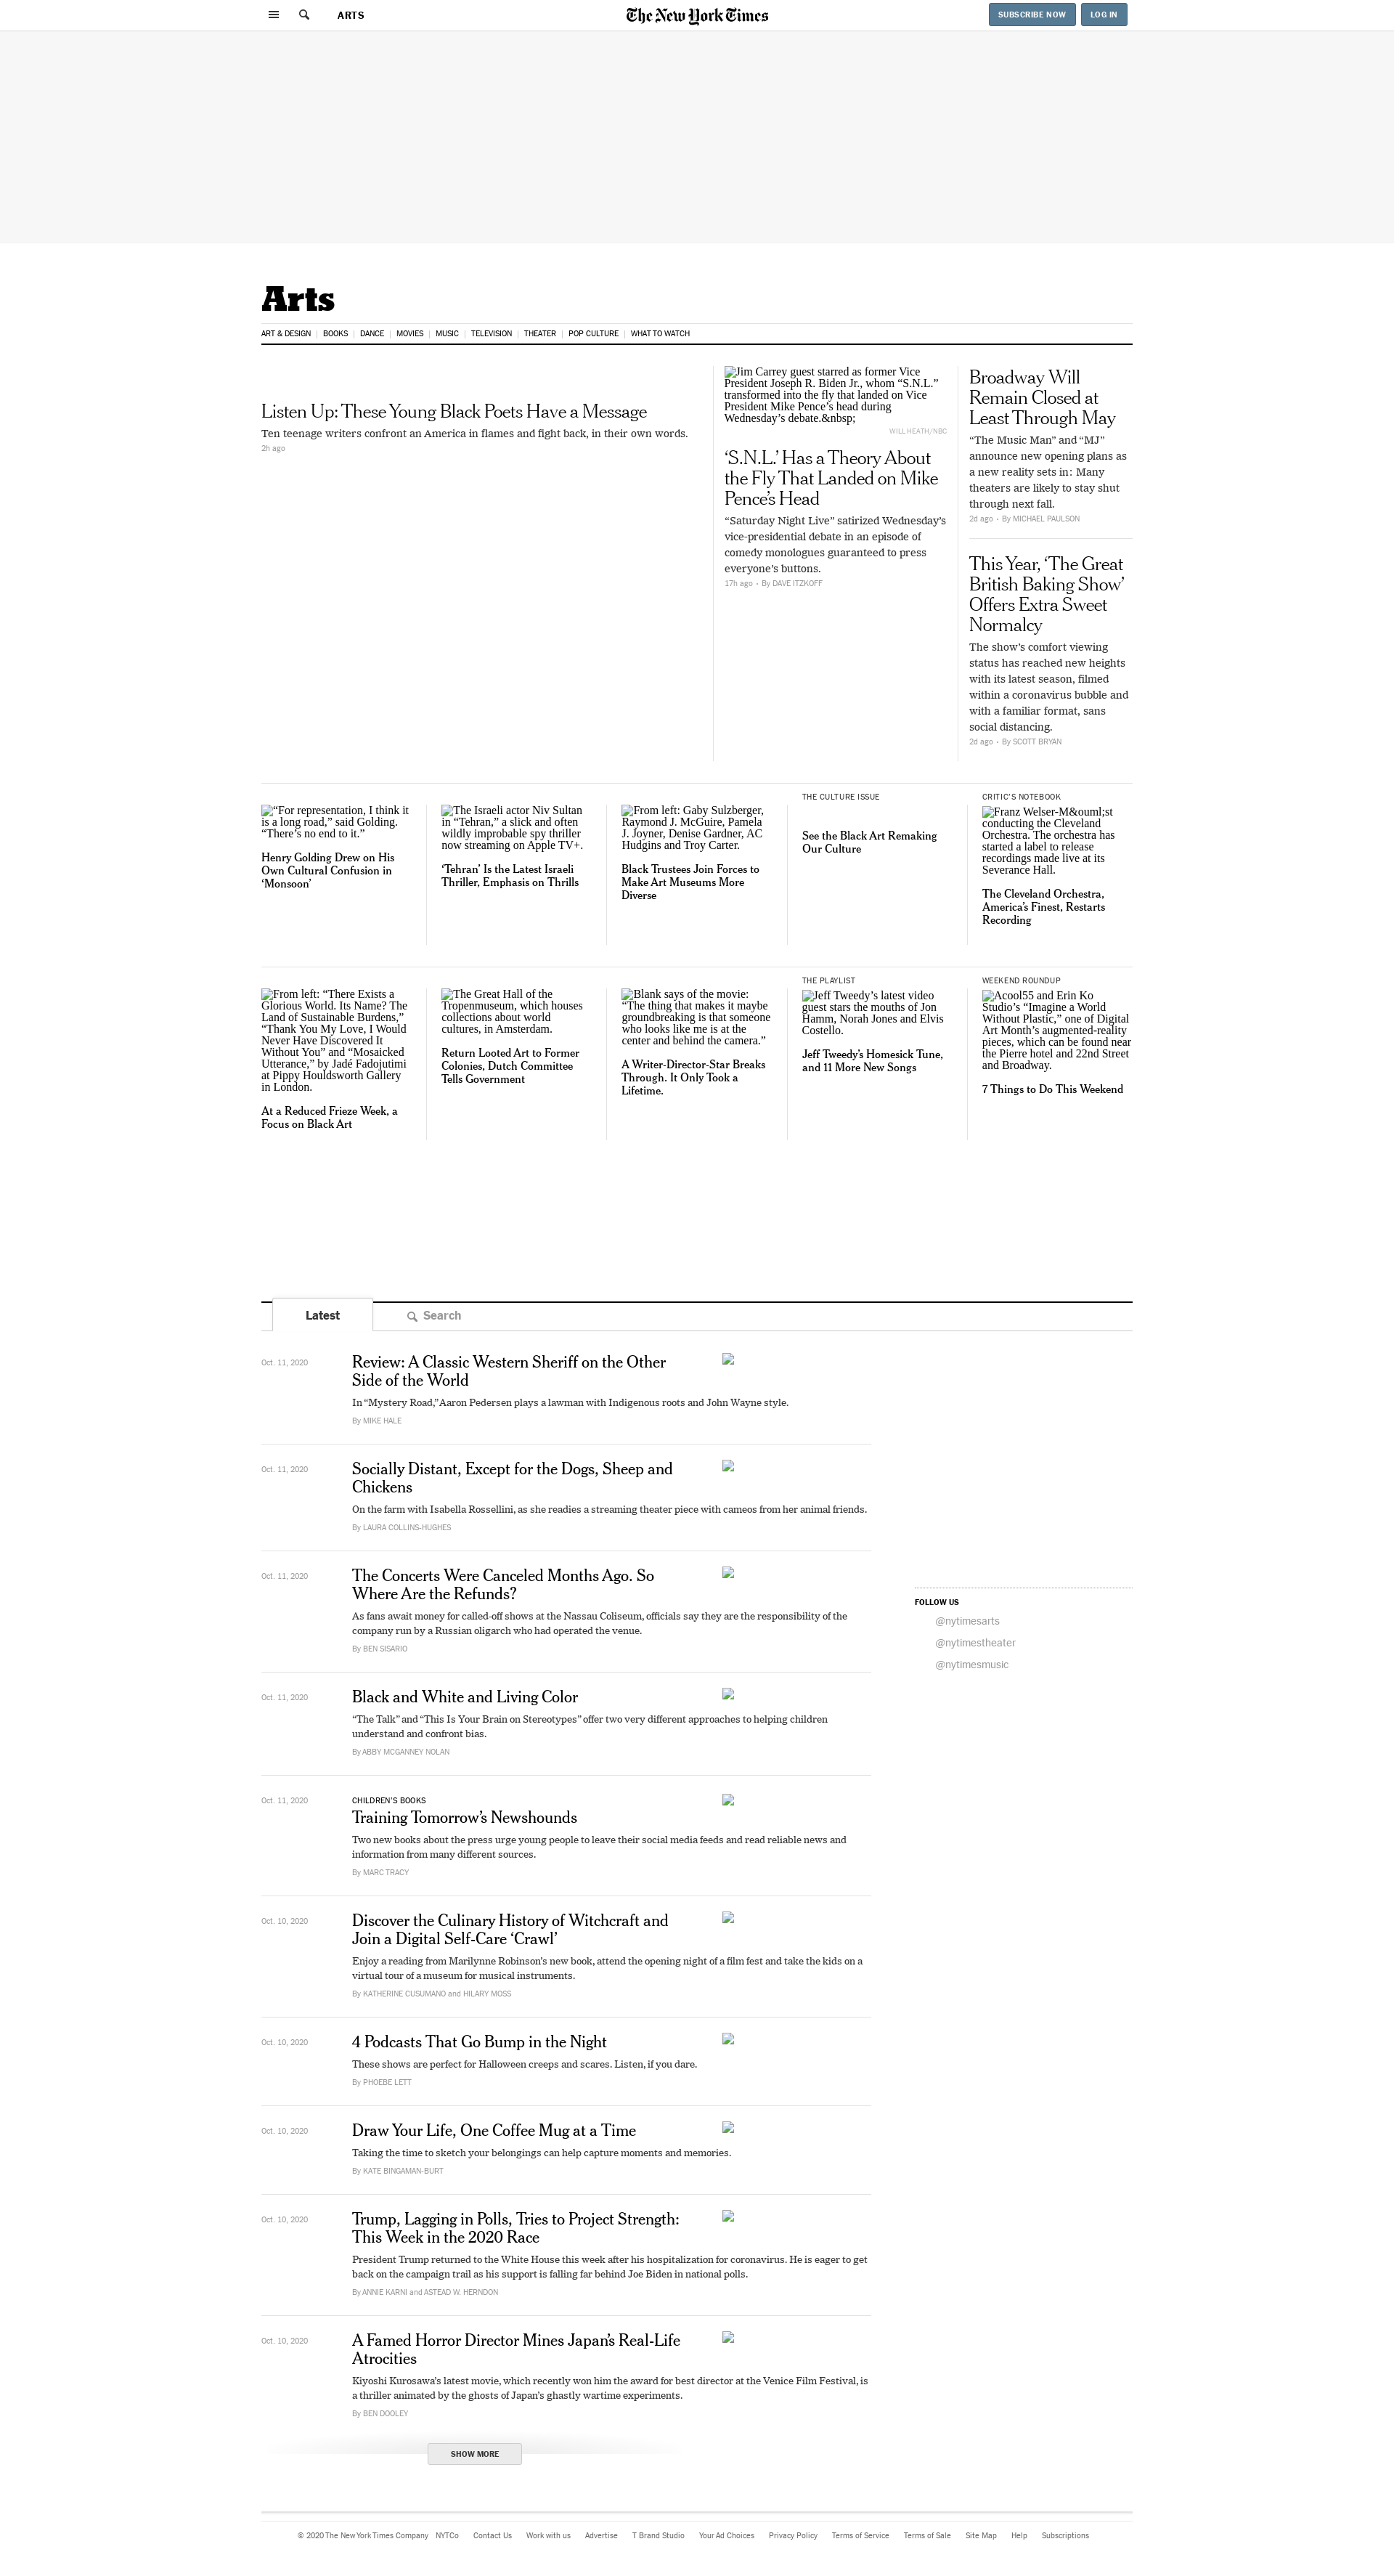 ARTS
The New York Times
SUBSCRIBE NOW
LOG IN
Arts
ART & DESIGN
BOOKS
DANCE
MOVIES
MUSIC
TELEVISION
THEATER
POP CULTURE
WHAT TO WATCH
Listen Up: These Young Black Poets Have a Message
Ten teenage writers confront an America in flames and fight back, in their own words.
2h ago
Jim Carrey guest starred as former Vice
President Joseph R. Biden Jr., whom “S.N.L.”
transformed into the fly that landed on Vice
President Mike Pence’s head during
Wednesday’s debate.&nbsp;
WILL HEATH/NBC
‘S.N.L.’ Has a Theory About
the Fly That Landed on Mike
Pence’s Head
“Saturday Night Live” satirized Wednesday’s
vice-presidential debate in an episode of
comedy monologues guaranteed to press
everyone’s buttons.
17h ago • By DAVE ITZKOFF
Broadway Will
Remain Closed at
Least Through May
“The Music Man” and “MJ”
announce new opening plans as
a new reality sets in: Many
theaters are likely to stay shut
through next fall.
2d ago • By MICHAEL PAULSON
This Year, ‘The Great
British Baking Show’
Offers Extra Sweet
Normalcy
The show’s comfort viewing
status has reached new heights
with its latest season, filmed
within a coronavirus bubble and
with a familiar format, sans
social distancing.
2d ago • By SCOTT BRYAN
“For representation, I think it
is a long road,” said Golding.
“There’s no end to it.”
Henry Golding Drew on His
Own Cultural Confusion in
‘Monsoon’
The Israeli actor Niv Sultan
in “Tehran,” a slick and often
wildly improbable spy thriller
now streaming on Apple TV+.
‘Tehran’ Is the Latest Israeli
Thriller, Emphasis on Thrills
From left: Gaby Sulzberger,
Raymond J. McGuire, Pamela
J. Joyner, Denise Gardner, AC
Hudgins and Troy Carter.
Black Trustees Join Forces to
Make Art Museums More
Diverse
THE CULTURE ISSUE
See the Black Art Remaking
Our Culture
CRITIC’S NOTEBOOK
Franz Welser-M&ouml;st
conducting the Cleveland
Orchestra. The orchestra has
started a label to release
recordings made live at its
Severance Hall.
The Cleveland Orchestra,
America’s Finest, Restarts
Recording
From left: “There Exists a
Glorious World. Its Name? The
Land of Sustainable Burdens,”
“Thank You My Love, I Would
Never Have Discovered It
Without You” and “Mosaicked
Utterance,” by Jadé Fadojutimi
at Pippy Houldsworth Gallery
in London.
At a Reduced Frieze Week, a
Focus on Black Art
The Great Hall of the
Tropenmuseum, which houses
collections about world
cultures, in Amsterdam.
Return Looted Art to Former
Colonies, Dutch Committee
Tells Government
Blank says of the movie:
“The thing that makes it maybe
groundbreaking is that someone
who looks like me is at the
center and behind the camera.”
A Writer-Director-Star Breaks
Through. It Only Took a
Lifetime.
THE PLAYLIST
Jeff Tweedy’s latest video
guest stars the mouths of Jon
Hamm, Norah Jones and Elvis
Costello.
Jeff Tweedy’s Homesick Tune,
and 11 More New Songs
WEEKEND ROUNDUP
Acool55 and Erin Ko
Studio’s “Imagine a World
Without Plastic,” one of Digital
Art Month’s augmented-reality
pieces, which can be found near
the Pierre hotel and 22nd Street
and Broadway.
7 Things to Do This Weekend
Latest
Search
Oct. 11, 2020
Review: A Classic Western Sheriff on the Other
Side of the World
In “Mystery Road,” Aaron Pedersen plays a lawman with Indigenous roots and John Wayne style.
By MIKE HALE
Oct. 11, 2020
Socially Distant, Except for the Dogs, Sheep and
Chickens
On the farm with Isabella Rossellini, as she readies a streaming theater piece with cameos from her animal friends.
By LAURA COLLINS-HUGHES
Oct. 11, 2020
The Concerts Were Canceled Months Ago. So
Where Are the Refunds?
As fans await money for called-off shows at the Nassau Coliseum, officials say they are the responsibility of the
company run by a Russian oligarch who had operated the venue.
By BEN SISARIO
FOLLOW US
@nytimesarts
@nytimestheater
@nytimesmusic
Oct. 11, 2020
Black and White and Living Color
“The Talk” and “This Is Your Brain on Stereotypes” offer two very different approaches to helping children
understand and confront bias.
By ABBY MCGANNEY NOLAN
Oct. 11, 2020
CHILDREN’S BOOKS
Training Tomorrow’s Newshounds
Two new books about the press urge young people to leave their social media feeds and read reliable news and
information from many different sources.
By MARC TRACY
Oct. 10, 2020
Discover the Culinary History of Witchcraft and
Join a Digital Self-Care ‘Crawl’
Enjoy a reading from Marilynne Robinson’s new book, attend the opening night of a film fest and take the kids on a
virtual tour of a museum for musical instruments.
By KATHERINE CUSUMANO and HILARY MOSS
Oct. 10, 2020
4 Podcasts That Go Bump in the Night
These shows are perfect for Halloween creeps and scares. Listen, if you dare.
By PHOEBE LETT
Oct. 10, 2020
Draw Your Life, One Coffee Mug at a Time
Taking the time to sketch your belongings can help capture moments and memories.
By KATE BINGAMAN-BURT
Oct. 10, 2020
Trump, Lagging in Polls, Tries to Project Strength:
This Week in the 2020 Race
President Trump returned to the White House this week after his hospitalization for coronavirus. He is eager to get
back on the campaign trail as his support is falling far behind Joe Biden in national polls.
By ANNIE KARNI and ASTEAD W. HERNDON
Oct. 10, 2020
A Famed Horror Director Mines Japan’s Real-Life
Atrocities
Kiyoshi Kurosawa’s latest movie, which recently won him the award for best director at the Venice Film Festival, is
a thriller animated by the ghosts of Japan’s ghastly wartime experiments.
By BEN DOOLEY
SHOW MORE
© 2020 The New York Times Company NYTCo Contact Us Work with us Advertise T Brand Studio Your Ad Choices Privacy Policy Terms of Service Terms of Sale Site Map Help Subscriptions